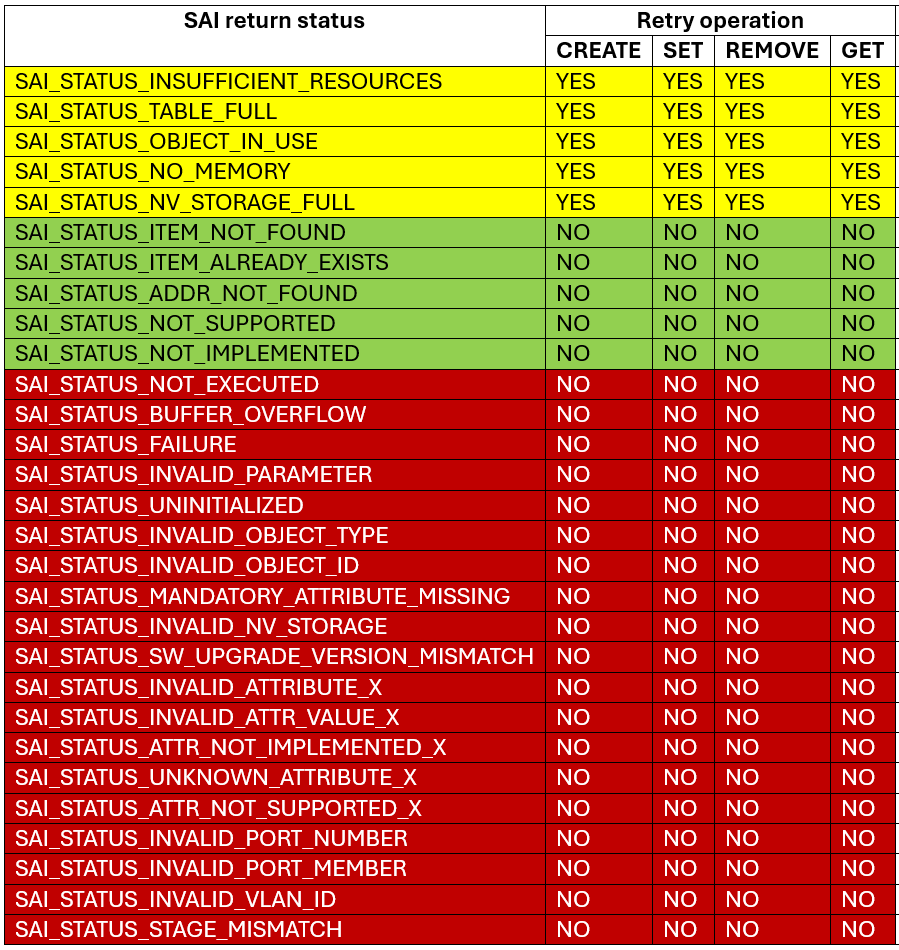 SAI return status Retry operation
CREATE SET REMOVE GET
SAI_STATUS_INSUFFICIENT_RESOURCES YES YES YES YES
SAI_STATUS_TABLE_FULL YES YES YES YES
SAI_STATUS_OBJECT_IN_USE YES YES YES YES
SAI_STATUS_NO_MEMORY YES YES YES YES
SAI_STATUS_NV_STORAGE_FULL YES YES YES YES
SAI_STATUS_ITEM_NOT_FOUND NO NO NO NO
SAI_STATUS_ITEM_ALREADY_EXISTS NO NO NO NO
SAI_STATUS_ADDR_NOT_FOUND NO NO NO NO
SAI_STATUS_NOT_SUPPORTED NO NO NO NO
SAI_STATUS_NOT_IMPLEMENTED NO NO NO NO
SAI_STATUS_NOT_EXECUTED NO NO NO NO
SAI_STATUS_BUFFER_OVERFLOW NO NO NO NO
SAI_STATUS_FAILURE NO NO NO NO
SAI_STATUS_INVALID_PARAMETER NO NO NO NO
SAI_STATUS_UNINITIALIZED NO NO NO NO
SAI_STATUS_INVALID_OBJECT_TYPE NO NO NO NO
SAI_STATUS_INVALID_OBJECT_ID NO NO NO NO
SAI_STATUS_MANDATORY_ATTRIBUTE_MISSING NO NO NO NO
SAI_STATUS_INVALID_NV_STORAGE NO NO NO NO
SAI_STATUS_SW_UPGRADE_VERSION_MISMATCH NO NO NO NO
SAI_STATUS_INVALID_ATTRIBUTE_X NO NO NO NO
SAI_STATUS_INVALID_ATTR_VALUE_X NO NO NO NO
SAI_STATUS_ATTR_NOT_IMPLEMENTED_X NO NO NO NO
SAI_STATUS_UNKNOWN_ATTRIBUTE_X NO NO NO NO
SAI_STATUS_ATTR_NOT_SUPPORTED_X NO NO NO NO
SAI_STATUS_INVALID_PORT_NUMBER NO NO NO NO
SAI_STATUS_INVALID_PORT_MEMBER NO NO NO NO
SAI_STATUS_INVALID_VLAN_ID NO NO NO NO
SAI_STATUS_STAGE_MISMATCH NO NO NO NO